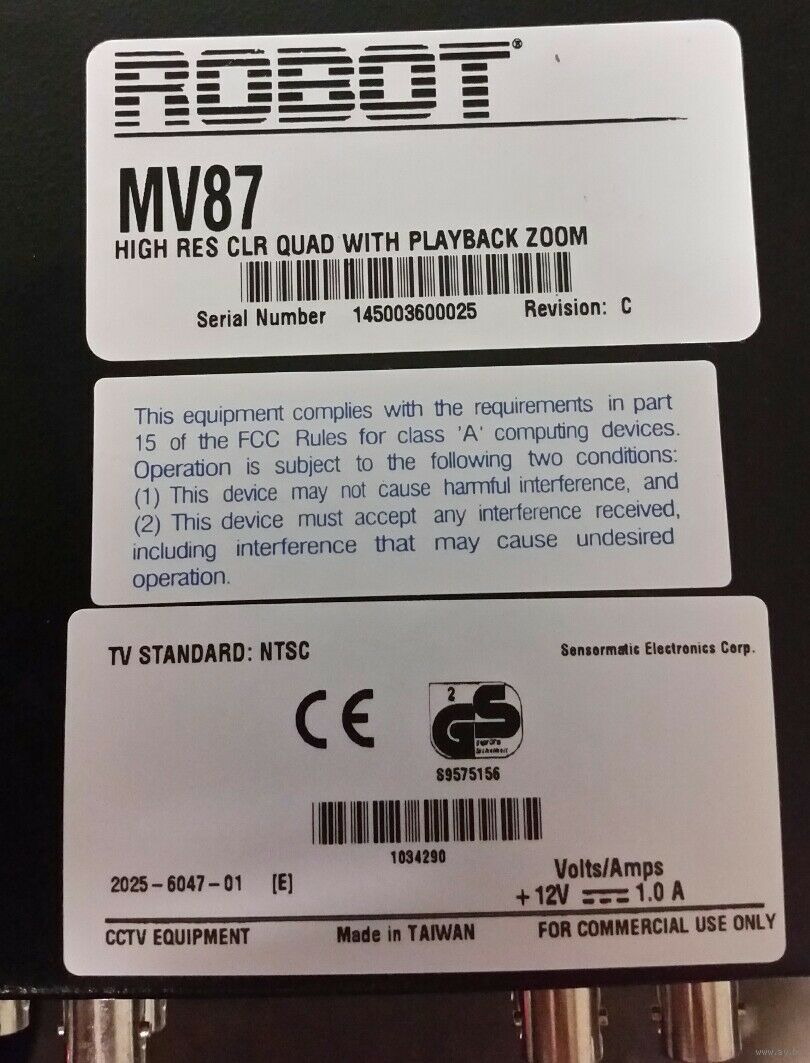 ROBOT®
MV87
HIGH RES CLR QUAD WITH PLAYBACK ZOOM
Serial Number 145003600025 Revision: C
This equipment complies with the requirements in part
15 of the FCC Rules for class 'A' computing devices.
Operation is subject to the following two conditions:
(1) This device may not cause harmful interference, and
(2) This device must accept any interference received,
including interference that may cause undesired
operation.
TV STANDARD: NTSC Sensormatic Electronics Corp.
CE
2
GS
S9575156
1034290
2025-6047-01 [E]
Volts/Amps
+12V 1.0 A
CCTV EQUIPMENT Made in TAIWAN FOR COMMERCIAL USE ONLY